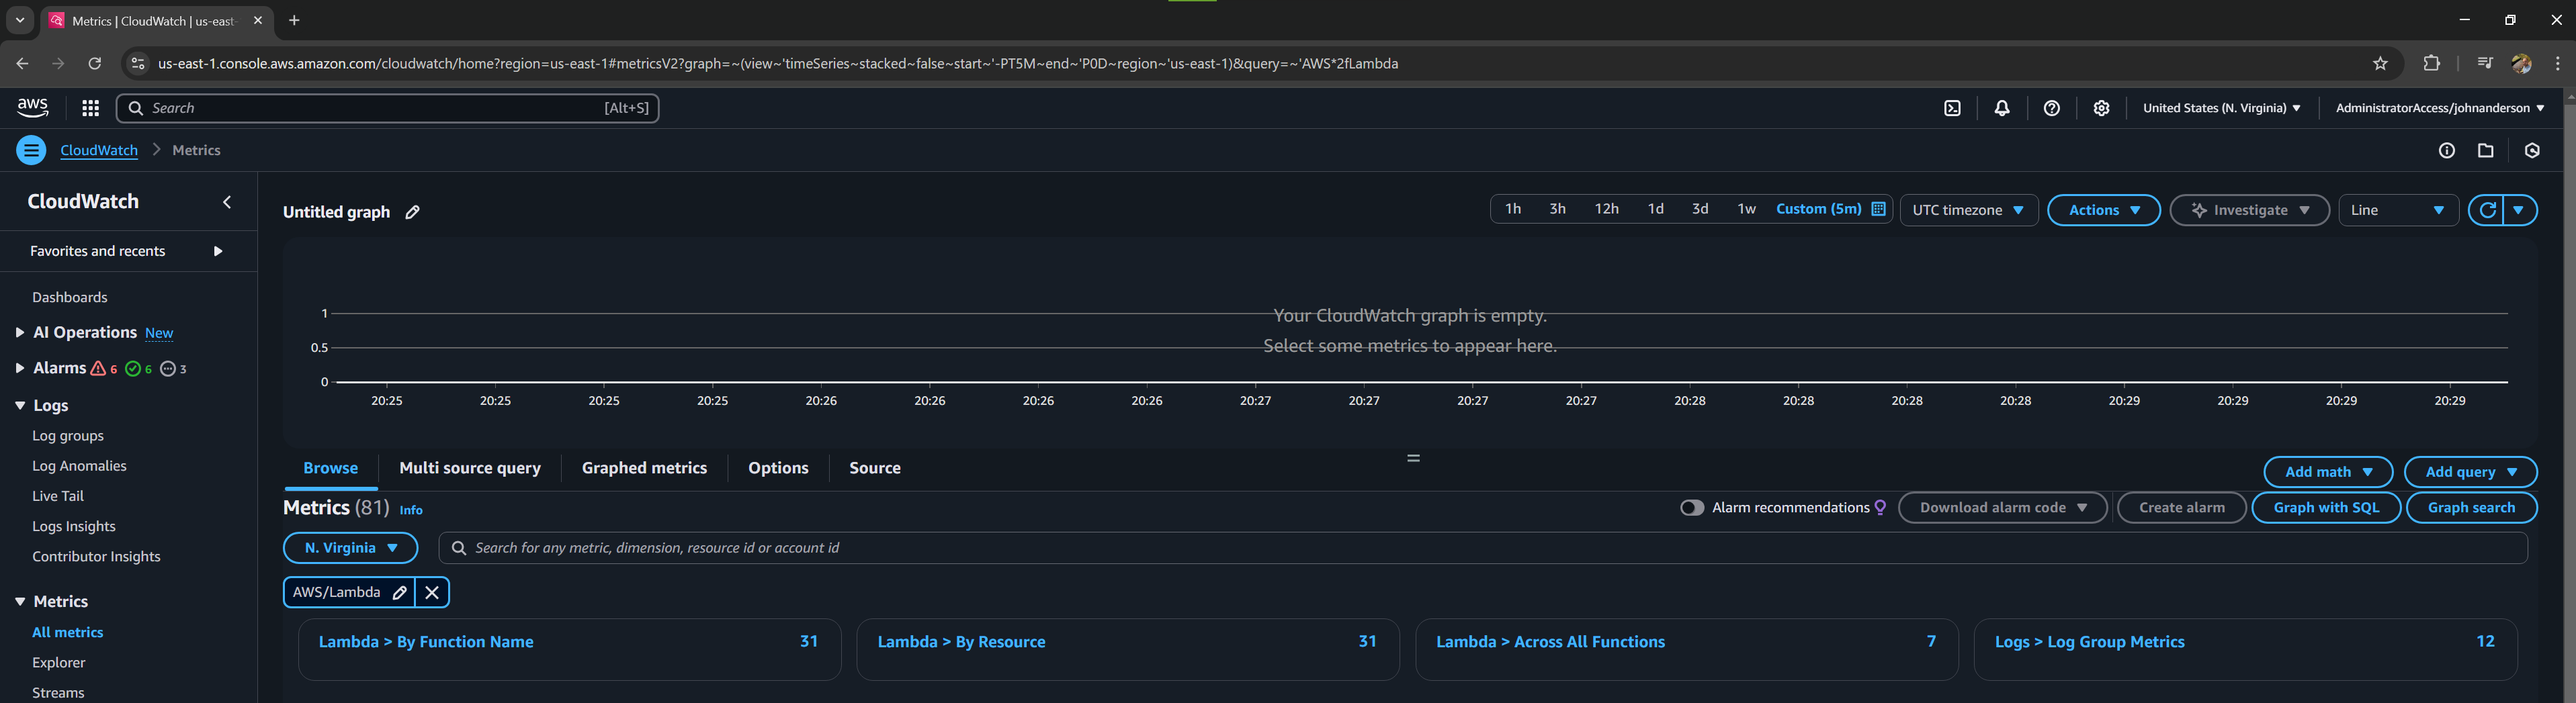 Metrics | CloudWatch | us-east-
us-east-1.console.aws.amazon.com/cloudwatch/home?region=us-east-1#metricsV2?graph=~(view~'timeSeries~stacked~false~start~'-PT5M~end~'P0D~region~'us-east-1)&query=~'AWS*2fLambda
aws
Search [Alt+S]
United States (N. Virginia)
AdministratorAccess/johnanderson
CloudWatch > Metrics
CloudWatch
Favorites and recents
Dashboards
AI Operations New
Alarms 6 6 3
Logs
Log groups
Log Anomalies
Live Tail
Logs Insights
Contributor Insights
Metrics
All metrics
Explorer
Streams
Untitled graph
1h 3h 12h 1d 3d 1w Custom (5m)
UTC timezone
Actions
Investigate
Line
Your CloudWatch graph is empty.
Select some metrics to appear here.
1
0.5
0
20:25 20:25 20:25 20:25 20:26 20:26 20:26 20:26 20:27 20:27 20:27 20:27 20:28 20:28 20:28 20:28 20:29 20:29 20:29 20:29
Browse
Multi source query
Graphed metrics
Options
Source
Add math
Add query
Metrics (81) Info
Alarm recommendations
Download alarm code
Create alarm
Graph with SQL
Graph search
N. Virginia
Search for any metric, dimension, resource id or account id
AWS/Lambda
Lambda > By Function Name 31
Lambda > By Resource 31
Lambda > Across All Functions 7
Logs > Log Group Metrics 12